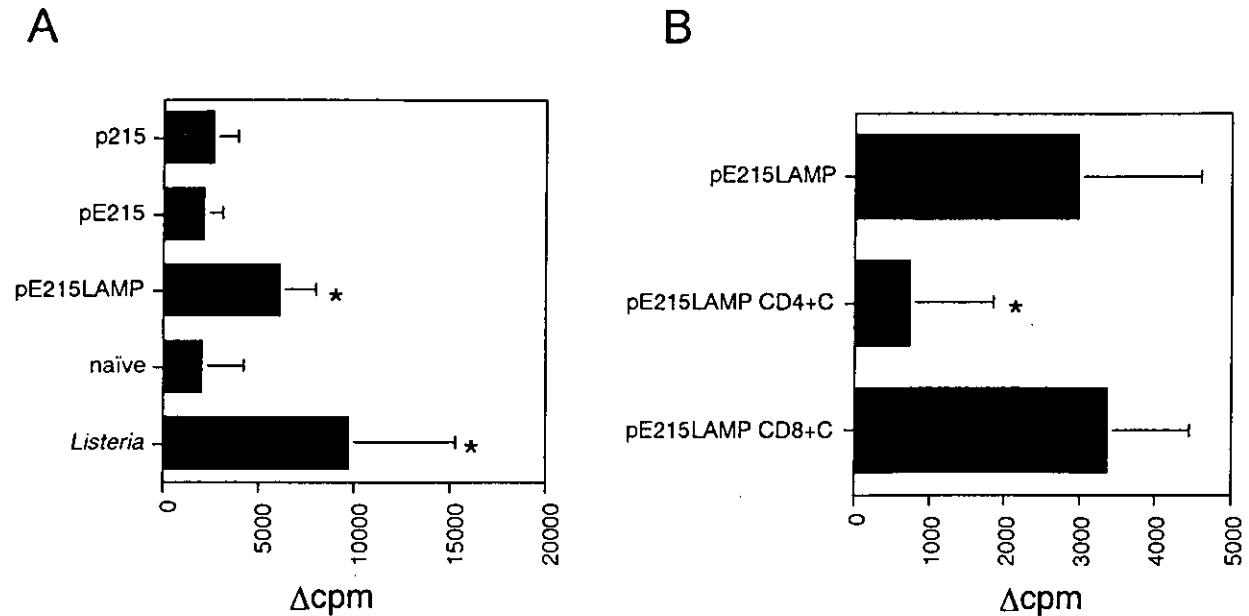 A
p215
pE215
pE215LAMP
*
naïve
Listeria
*
0
5000
10000
15000
20000
Δcpm
B
pE215LAMP
pE215LAMP CD4+C
*
pE215LAMP CD8+C
0
1000
2000
3000
4000
5000
Δcpm